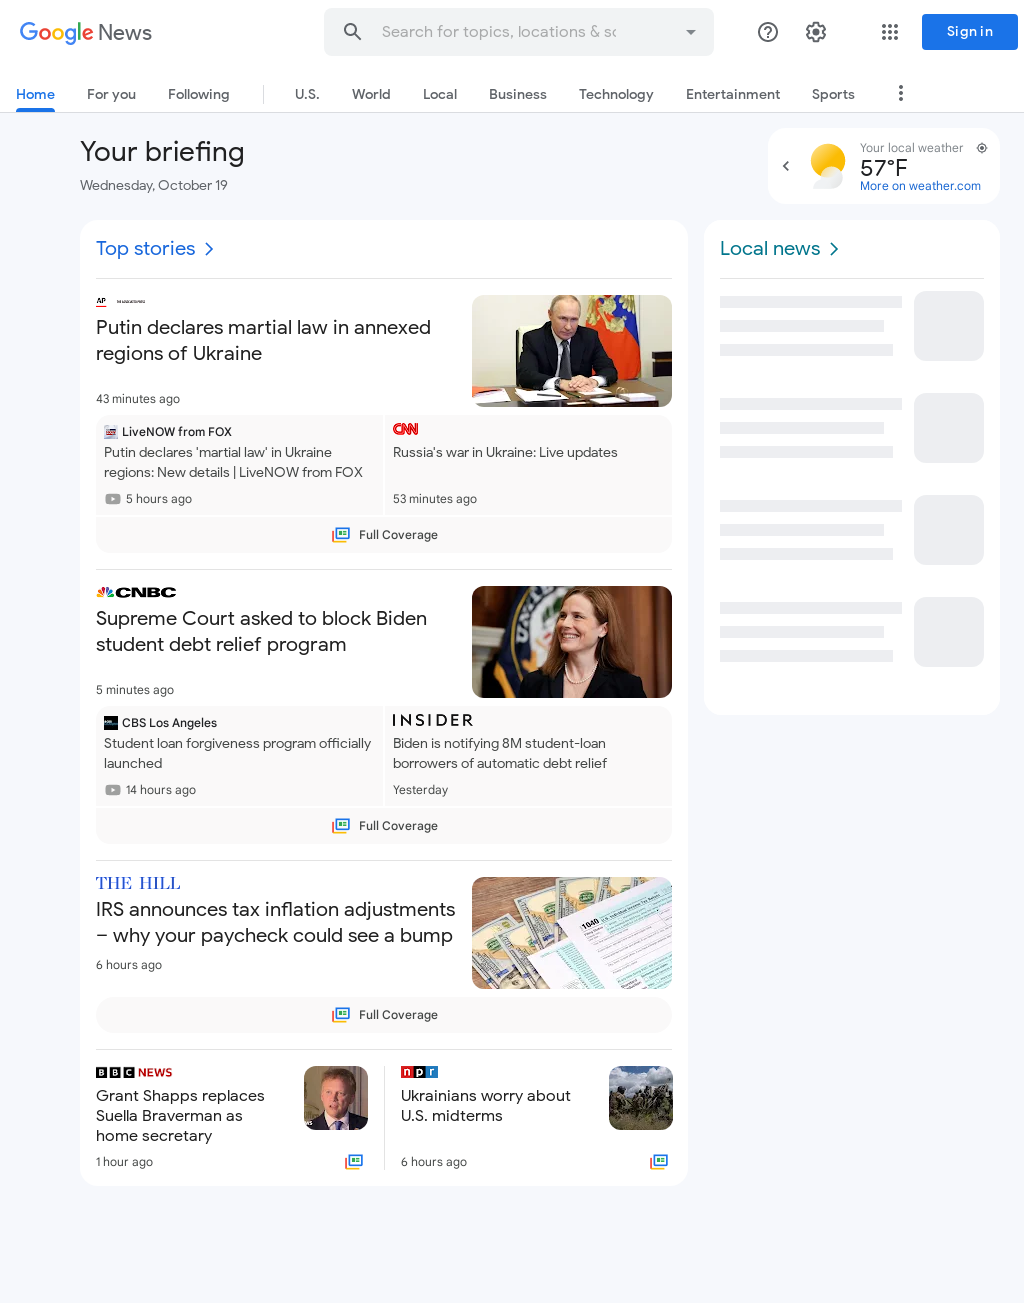 Google News
Search for topics, locations & so
Sign in
Home
For you
Following
U.S.
World
Local
Business
Technology
Entertainment
Sports
Your briefing
Wednesday, October 19
Your local weather
57°F
More on weather.com
Top stories
AP
THE ASSOCIATED PRESS
Putin declares martial law in annexed
regions of Ukraine
43 minutes ago
LiveNOW from FOX
Putin declares 'martial law' in Ukraine
regions: New details | LiveNOW from FOX
5 hours ago
CNN
Russia's war in Ukraine: Live updates
53 minutes ago
Full Coverage
CNBC
Supreme Court asked to block Biden
student debt relief program
5 minutes ago
CBS Los Angeles
Student loan forgiveness program officially
launched
14 hours ago
INSIDER
Biden is notifying 8M student-loan
borrowers of automatic debt relief
Yesterday
Full Coverage
THE HILL
IRS announces tax inflation adjustments
– why your paycheck could see a bump
6 hours ago
1040
Full Coverage
BBC NEWS
Grant Shapps replaces
Suella Braverman as
home secretary
1 hour ago
npr
Ukrainians worry about
U.S. midterms
6 hours ago
Local news